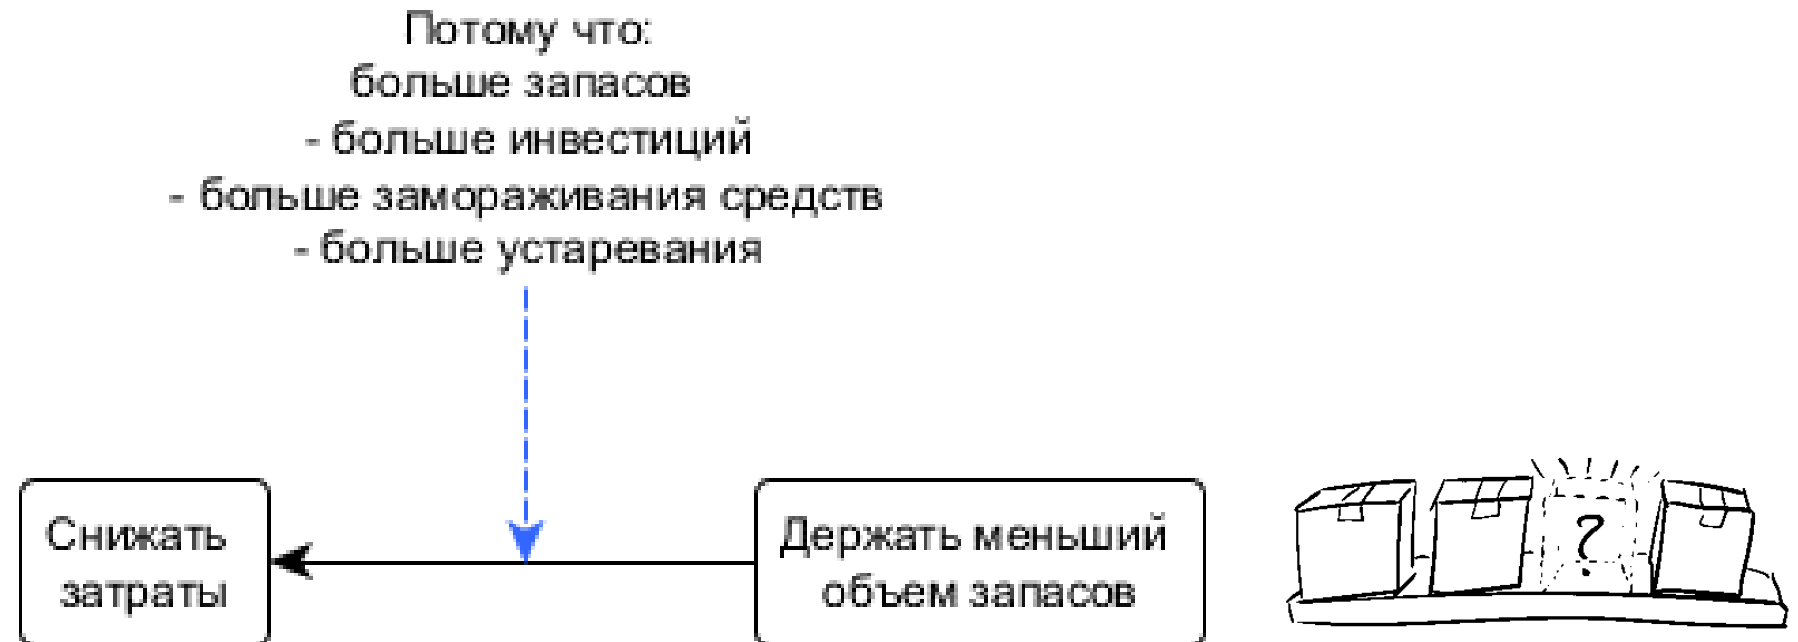 Потому что:
больше запасов
- больше инвестиций
- больше замораживания средств
- больше устаревания
Снижать
затраты
Держать меньший
объем запасов
?